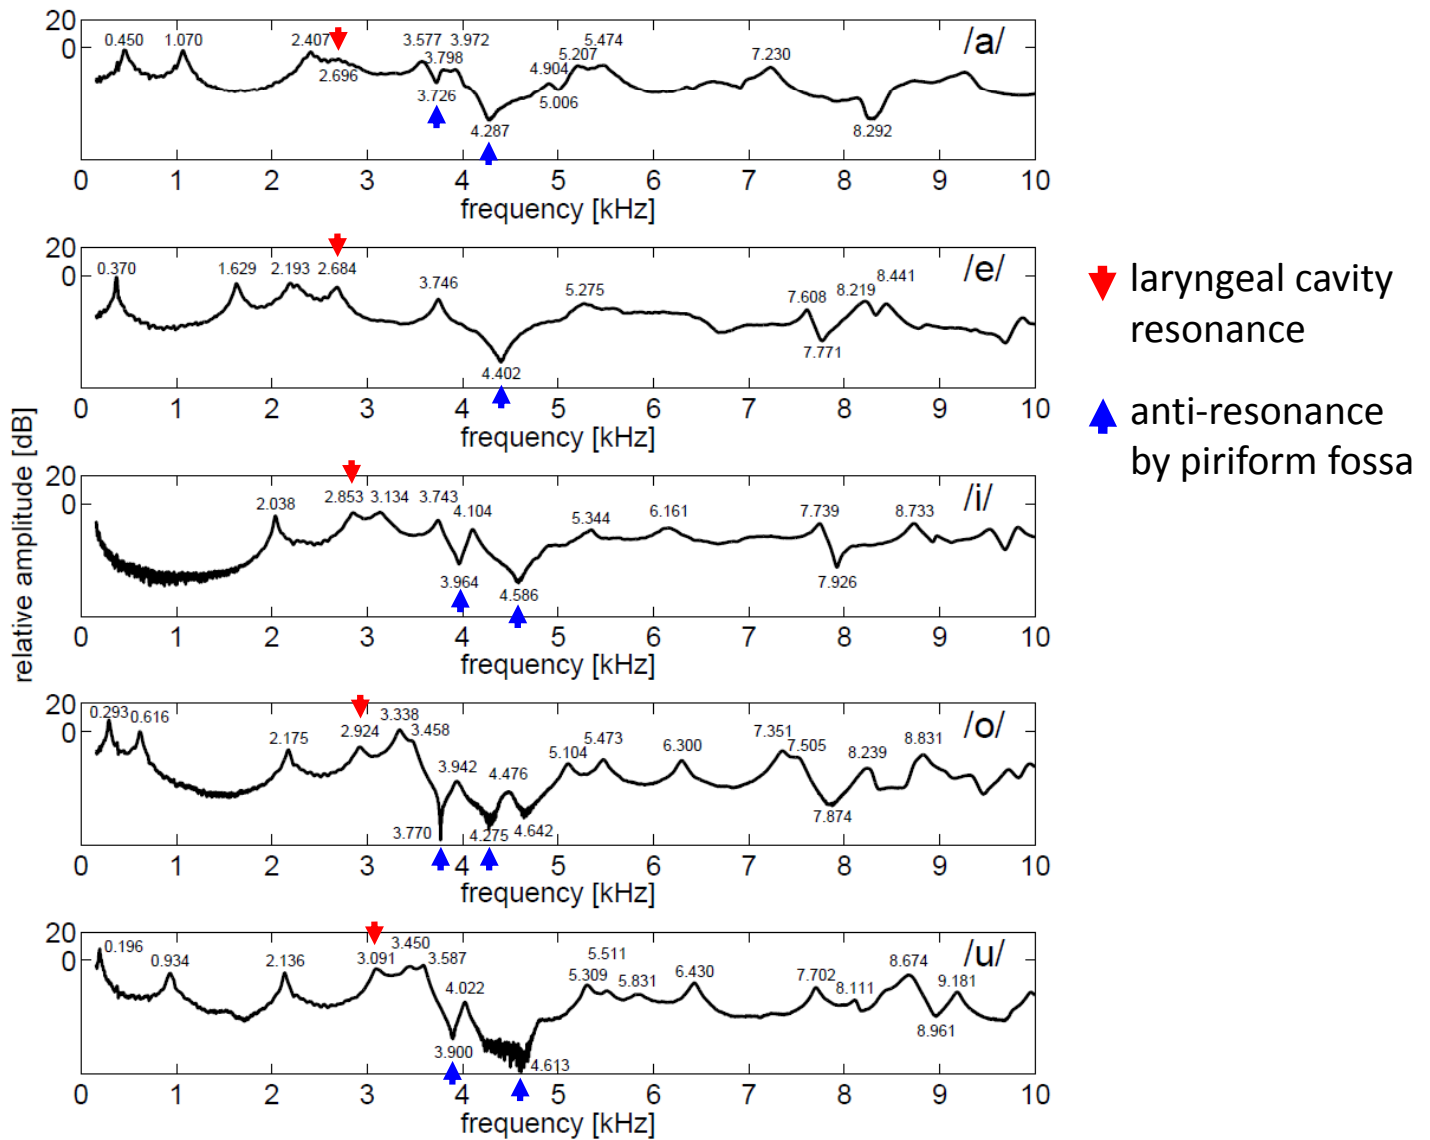 relative amplitude [dB]
20
0
0.450 1.070 2.407 2.696 3.577 3.798 3.972 3.726 4.287 4.904 5.006 5.207 5.474 7.230 8.292 /a/
0 1 2 3 4 5 6 7 8 9 10
frequency [kHz]
20
0
0.370 1.629 2.193 2.684 3.746 4.402 5.275 7.608 7.771 8.219 8.441 /e/
0 1 2 3 4 5 6 7 8 9 10
frequency [kHz]
20
0
2.038 2.853 3.134 3.743 3.964 4.104 4.586 5.344 6.161 7.739 7.926 8.733 /i/
0 1 2 3 4 5 6 7 8 9 10
frequency [kHz]
20
0
0.293 0.616 2.175 2.924 3.338 3.458 3.770 3.942 4.275 4.476 4.642 5.104 5.473 6.300 7.351 7.505 7.874 8.239 8.831 /o/
0 1 2 3 4 5 6 7 8 9 10
frequency [kHz]
20
0
0.196 0.934 2.136 3.091 3.450 3.587 3.900 4.022 4.613 5.309 5.511 5.831 6.430 7.702 8.111 8.674 8.961 9.181 /u/
0 1 2 3 4 5 6 7 8 9 10
frequency [kHz]
laryngeal cavity
resonance
anti-resonance
by piriform fossa